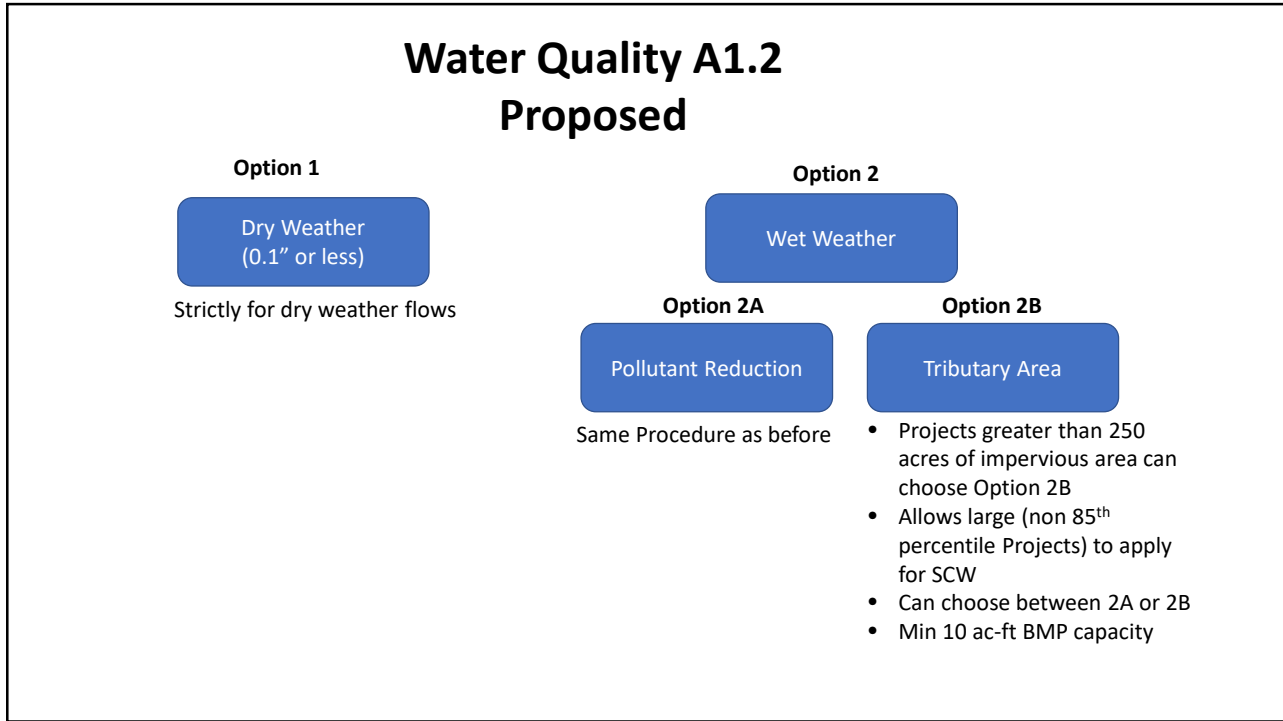 Water Quality A1.2
Proposed
Option 1
Dry Weather
(0.1” or less)
Strictly for dry weather flows
Option 2
Wet Weather
Option 2A
Pollutant Reduction
Same Procedure as before
Option 2B
Tributary Area
• Projects greater than 250
acres of impervious area can
choose Option 2B
• Allows large (non 85th
percentile Projects) to apply
for SCW
• Can choose between 2A or 2B
• Min 10 ac-ft BMP capacity